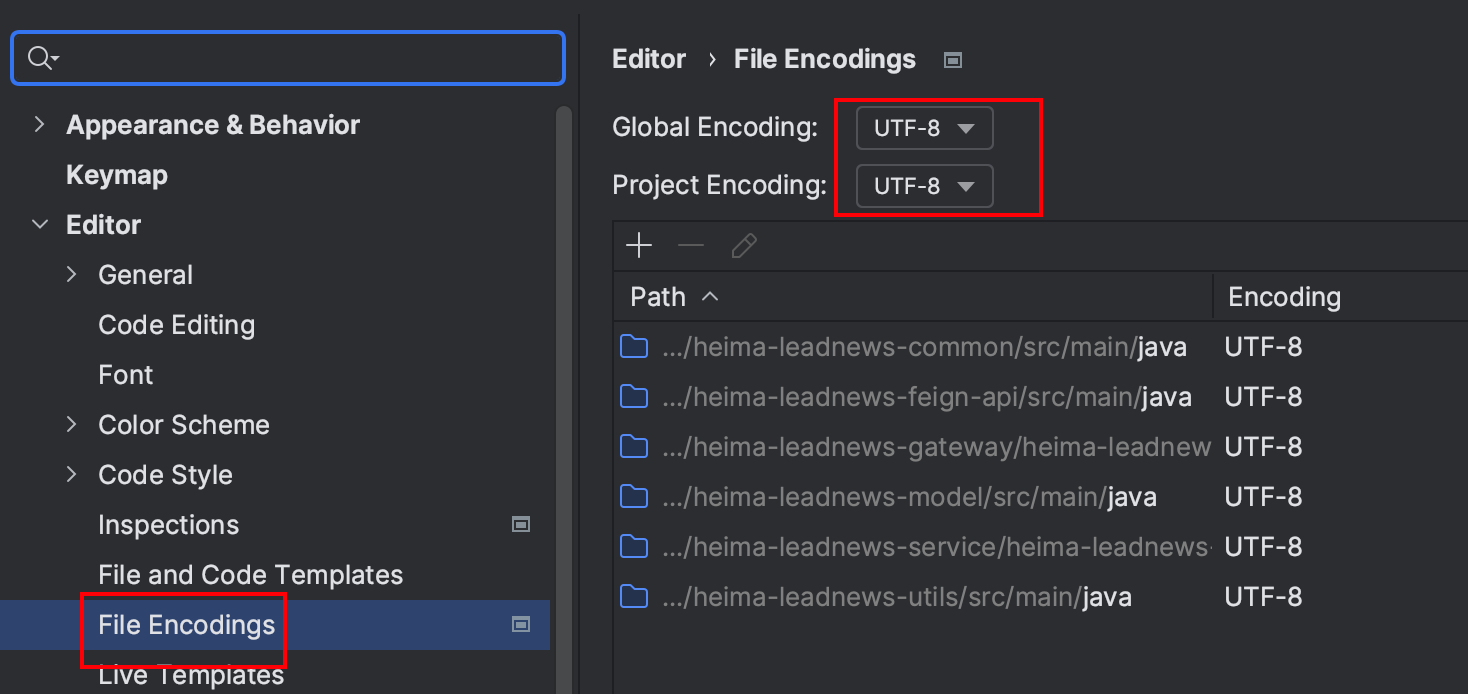 Appearance & Behavior
Keymap
Editor
General
Code Editing
Font
Color Scheme
Code Style
Inspections
File and Code Templates
File Encodings
Live Templates
Editor › File Encodings
Global Encoding: UTF-8
Project Encoding: UTF-8
Path Encoding
.../heima-leadnews-common/src/main/java UTF-8
.../heima-leadnews-feign-api/src/main/java UTF-8
.../heima-leadnews-gateway/heima-leadnew UTF-8
.../heima-leadnews-model/src/main/java UTF-8
.../heima-leadnews-service/heima-leadnews- UTF-8
.../heima-leadnews-utils/src/main/java UTF-8